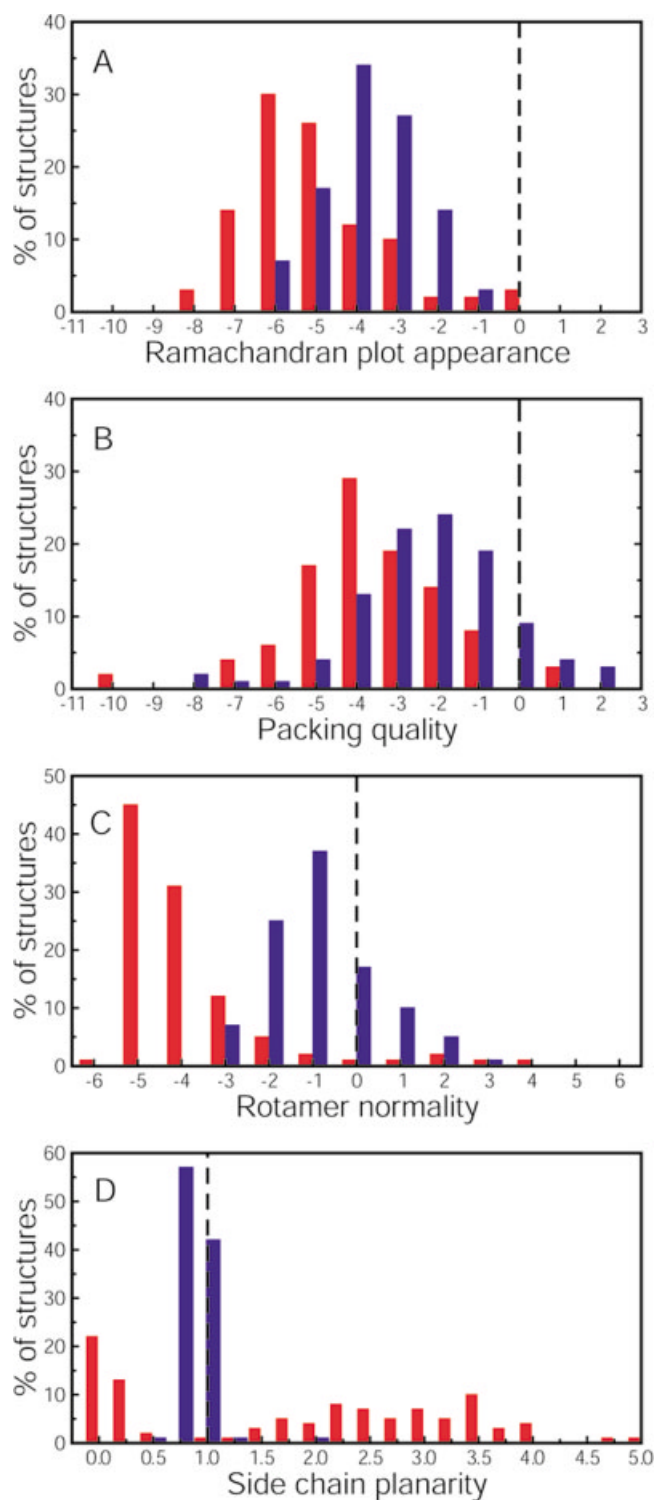 40
30
20
10
0
% of structures
A
-11 -10 -9 -8 -7 -6 -5 -4 -3 -2 -1 0 1 2 3
Ramachandran plot appearance
40
30
20
10
0
% of structures
B
-11 -10 -9 -8 -7 -6 -5 -4 -3 -2 -1 0 1 2 3
Packing quality
50
40
30
20
10
0
% of structures
C
-6 -5 -4 -3 -2 -1 0 1 2 3 4 5 6
Rotamer normality
60
50
40
30
20
10
0
% of structures
D
0.0 0.5 1.0 1.5 2.0 2.5 3.0 3.5 4.0 4.5 5.0
Side chain planarity